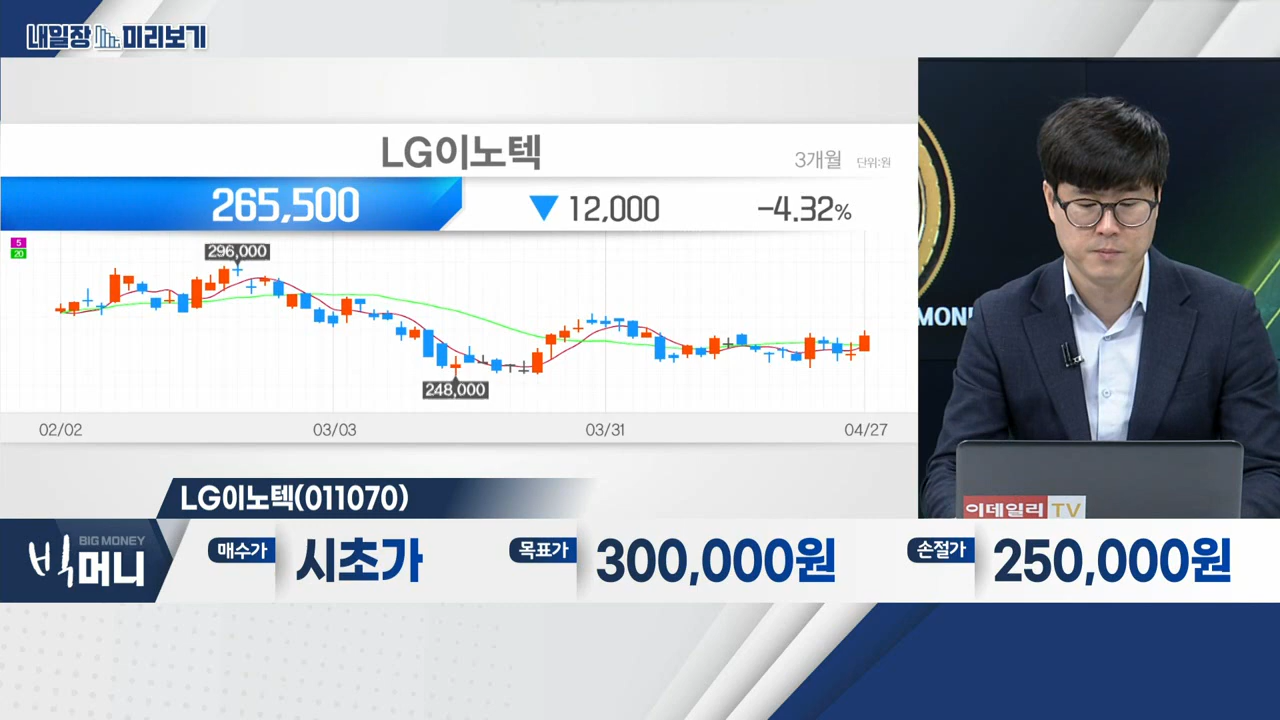 내일장 미리보기
LG이노텍
3개월 단위:원
265,500 ▼ 12,000 -4.32%
5
20
296,000
248,000
02/02 03/03 03/31 04/27
MON
이데일리 TV
LG이노텍(011070)
BIG MONEY
빅머니
매수가 시초가 목표가 300,000원 손절가 250,000원